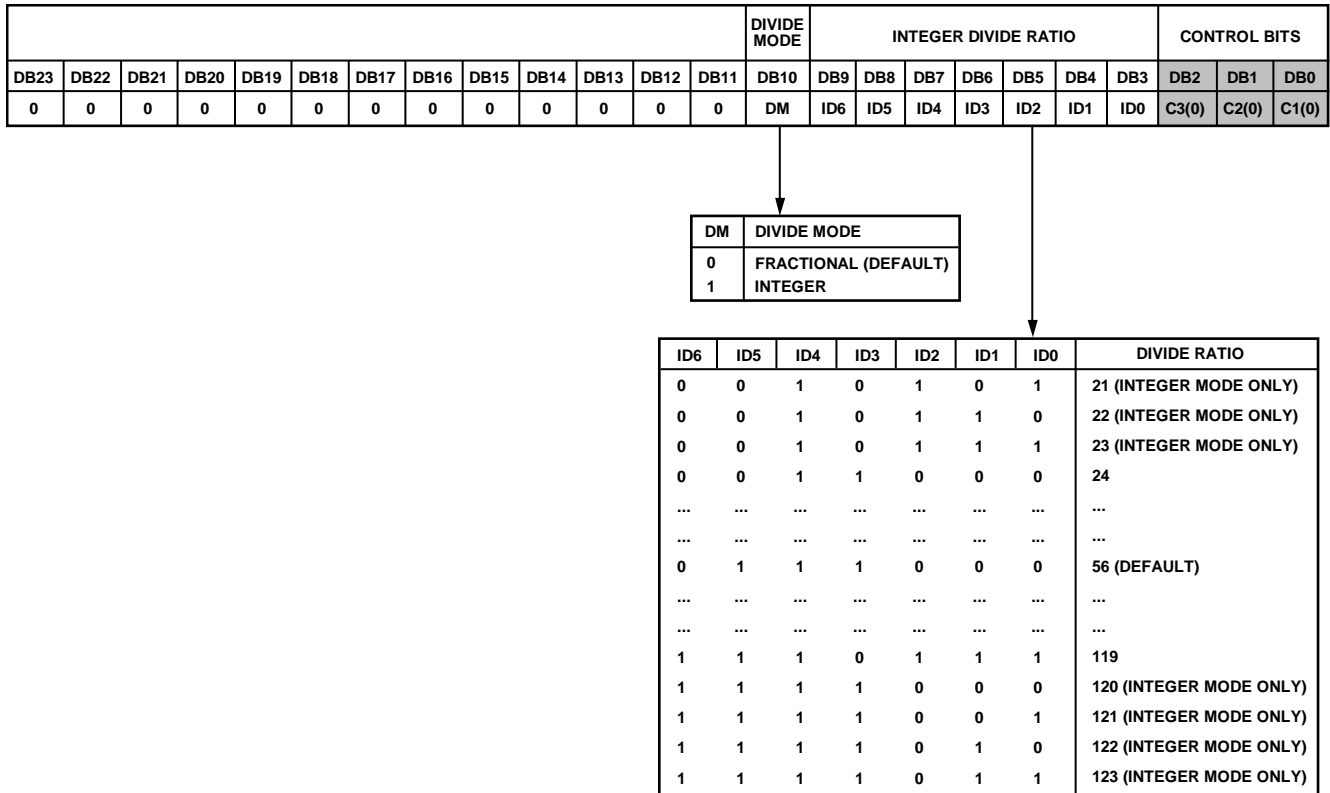 DIVIDE MODE INTEGER DIVIDE RATIO CONTROL BITS
DB23 DB22 DB21 DB20 DB19 DB18 DB17 DB16 DB15 DB14 DB13 DB12 DB11 DB10 DB9 DB8 DB7 DB6 DB5 DB4 DB3 DB2 DB1 DB0
0 0 0 0 0 0 0 0 0 0 0 0 0 DM ID6 ID5 ID4 ID3 ID2 ID1 ID0 C3(0) C2(0) C1(0)
DM DIVIDE MODE
0 FRACTIONAL (DEFAULT)
1 INTEGER
ID6 ID5 ID4 ID3 ID2 ID1 ID0 DIVIDE RATIO
0 0 1 0 1 0 1 21 (INTEGER MODE ONLY)
0 0 1 0 1 1 0 22 (INTEGER MODE ONLY)
0 0 1 0 1 1 1 23 (INTEGER MODE ONLY)
0 0 1 1 0 0 0 24
... ... ... ... ... ... ... ...
... ... ... ... ... ... ... ...
0 1 1 1 0 0 0 56 (DEFAULT)
... ... ... ... ... ... ... ...
... ... ... ... ... ... ... ...
1 1 1 0 1 1 1 119
1 1 1 1 0 0 0 120 (INTEGER MODE ONLY)
1 1 1 1 0 0 1 121 (INTEGER MODE ONLY)
1 1 1 1 0 1 0 122 (INTEGER MODE ONLY)
1 1 1 1 0 1 1 123 (INTEGER MODE ONLY)